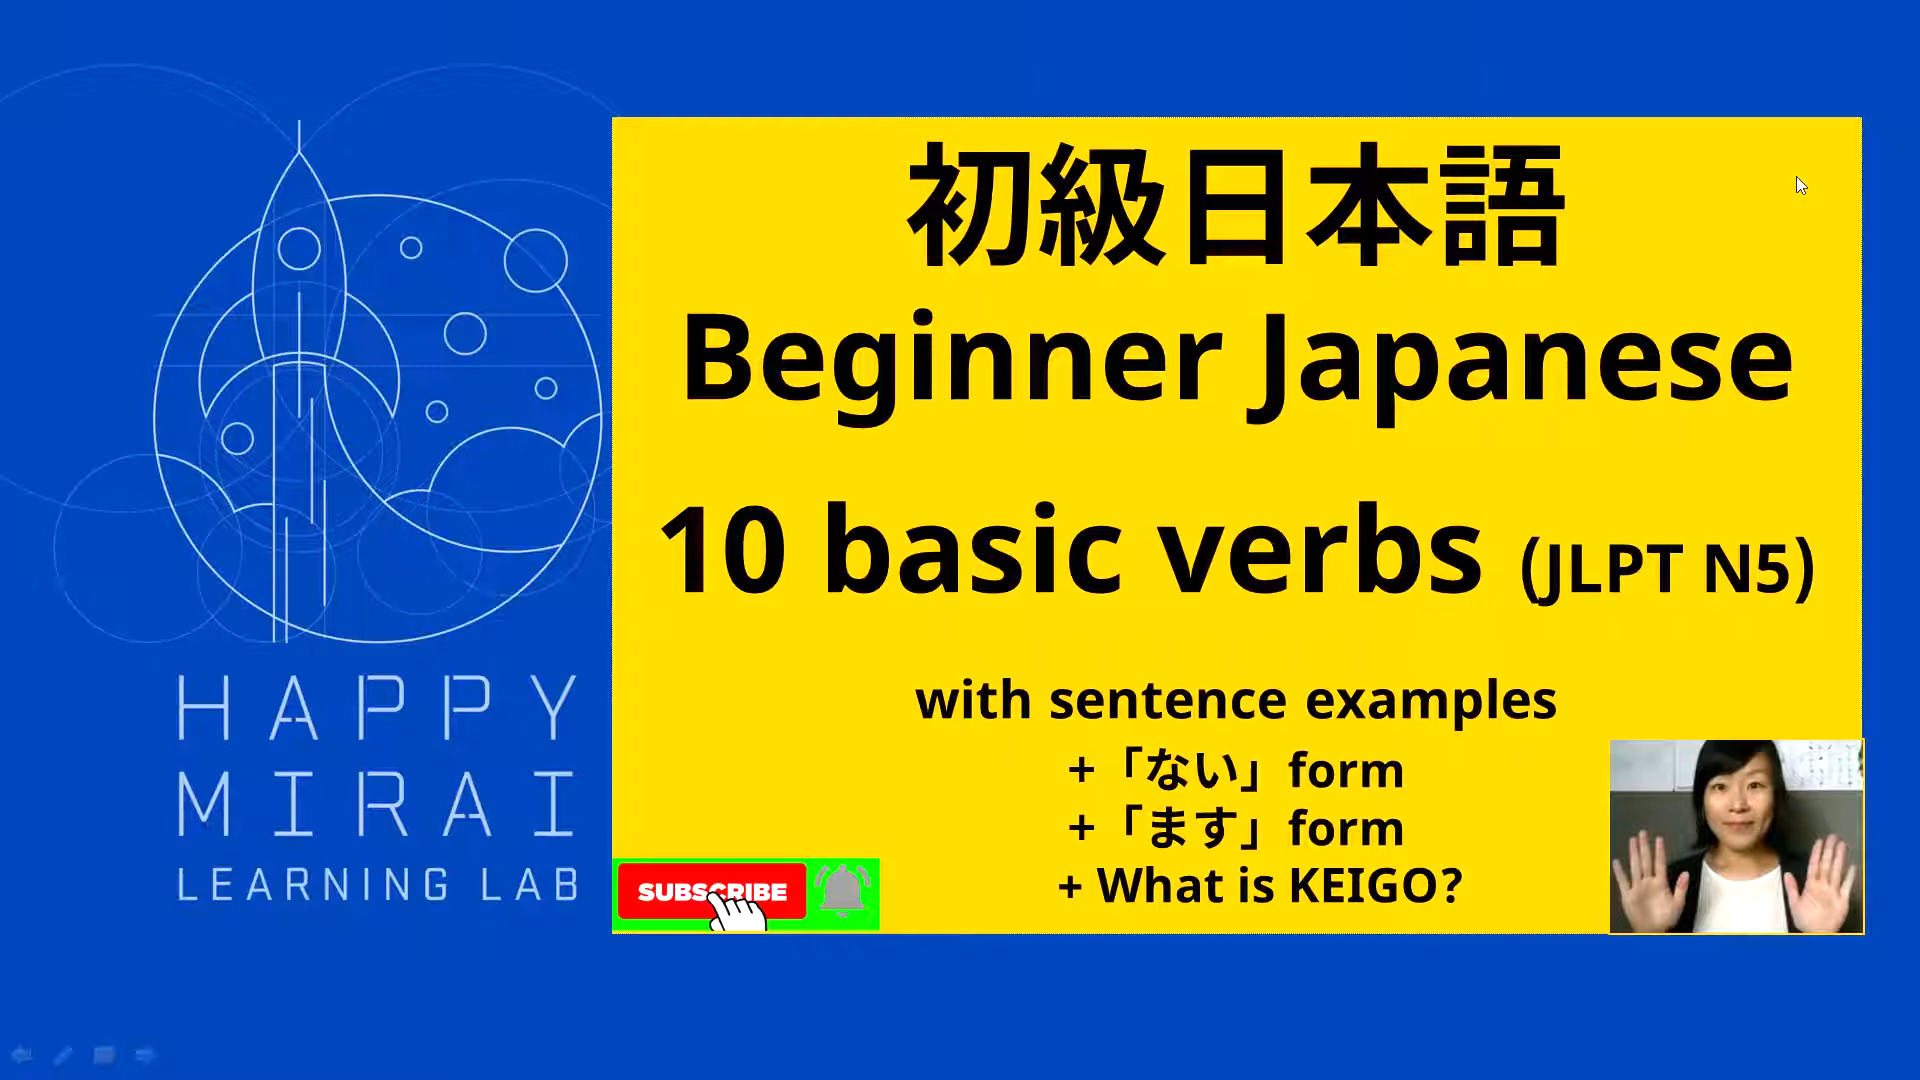 HAPPY
MIRAI
LEARNING LAB
初級日本語
Beginner Japanese
10 basic verbs (JLPT N5)
with sentence examples
+「ない」form
+「ます」form
+ What is KEIGO?
SUBSCRIBE